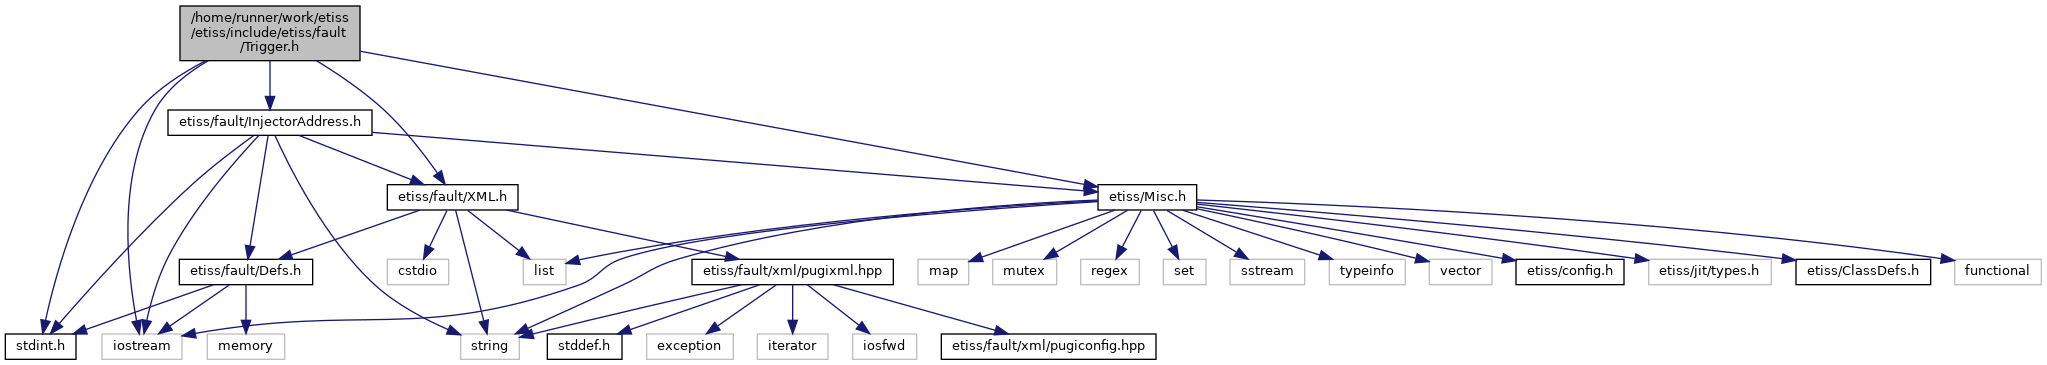 /home/runner/work/etiss
/etiss/include/etiss/fault
/Trigger.h
etiss/fault/InjectorAddress.h
etiss/fault/XML.h
etiss/Misc.h
etiss/fault/Defs.h
cstdio
list
etiss/fault/xml/pugixml.hpp
map
mutex
regex
set
sstream
typeinfo
vector
etiss/config.h
etiss/jit/types.h
etiss/ClassDefs.h
functional
stdint.h
iostream
memory
string
stddef.h
exception
iterator
iosfwd
etiss/fault/xml/pugiconfig.hpp